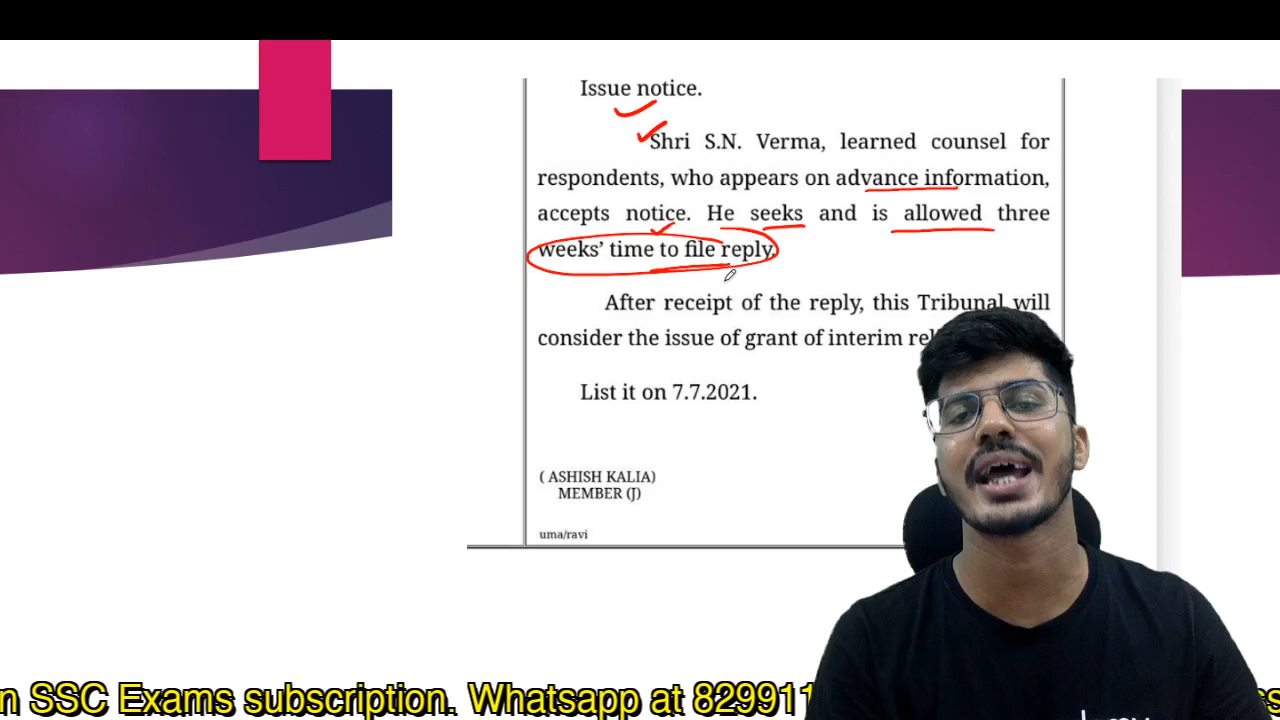 Issue notice.
Shri S.N. Verma, learned counsel for
respondents, who appears on advance information,
accepts notice. He seeks and is allowed three
weeks’ time to file reply.
After receipt of the reply, this Tribunal will
consider the issue of grant of interim
List it on 7.7.2021.
( ASHISH KALIA)
MEMBER (J)
uma/ravi
n SSC Exams subscription. Whatsapp at 829911